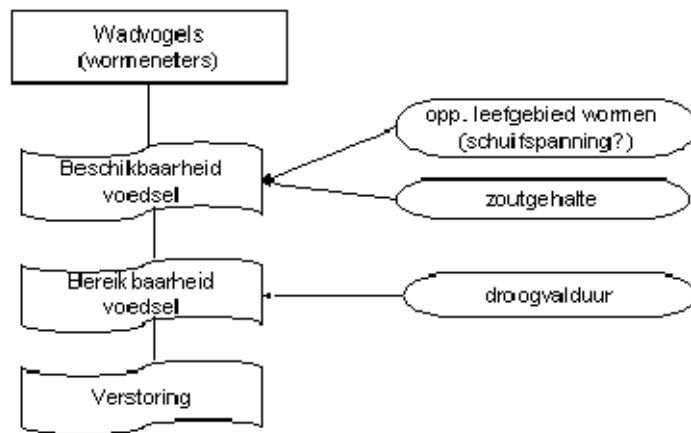 Wadvogels
(wormeneters)
opp. leefgebied wormen
(schuifspanning?)
Beschikbaarheid
voedsel
zoutgehalte
Bereikbaarheid
voedsel
droogvalduur
Verstoring